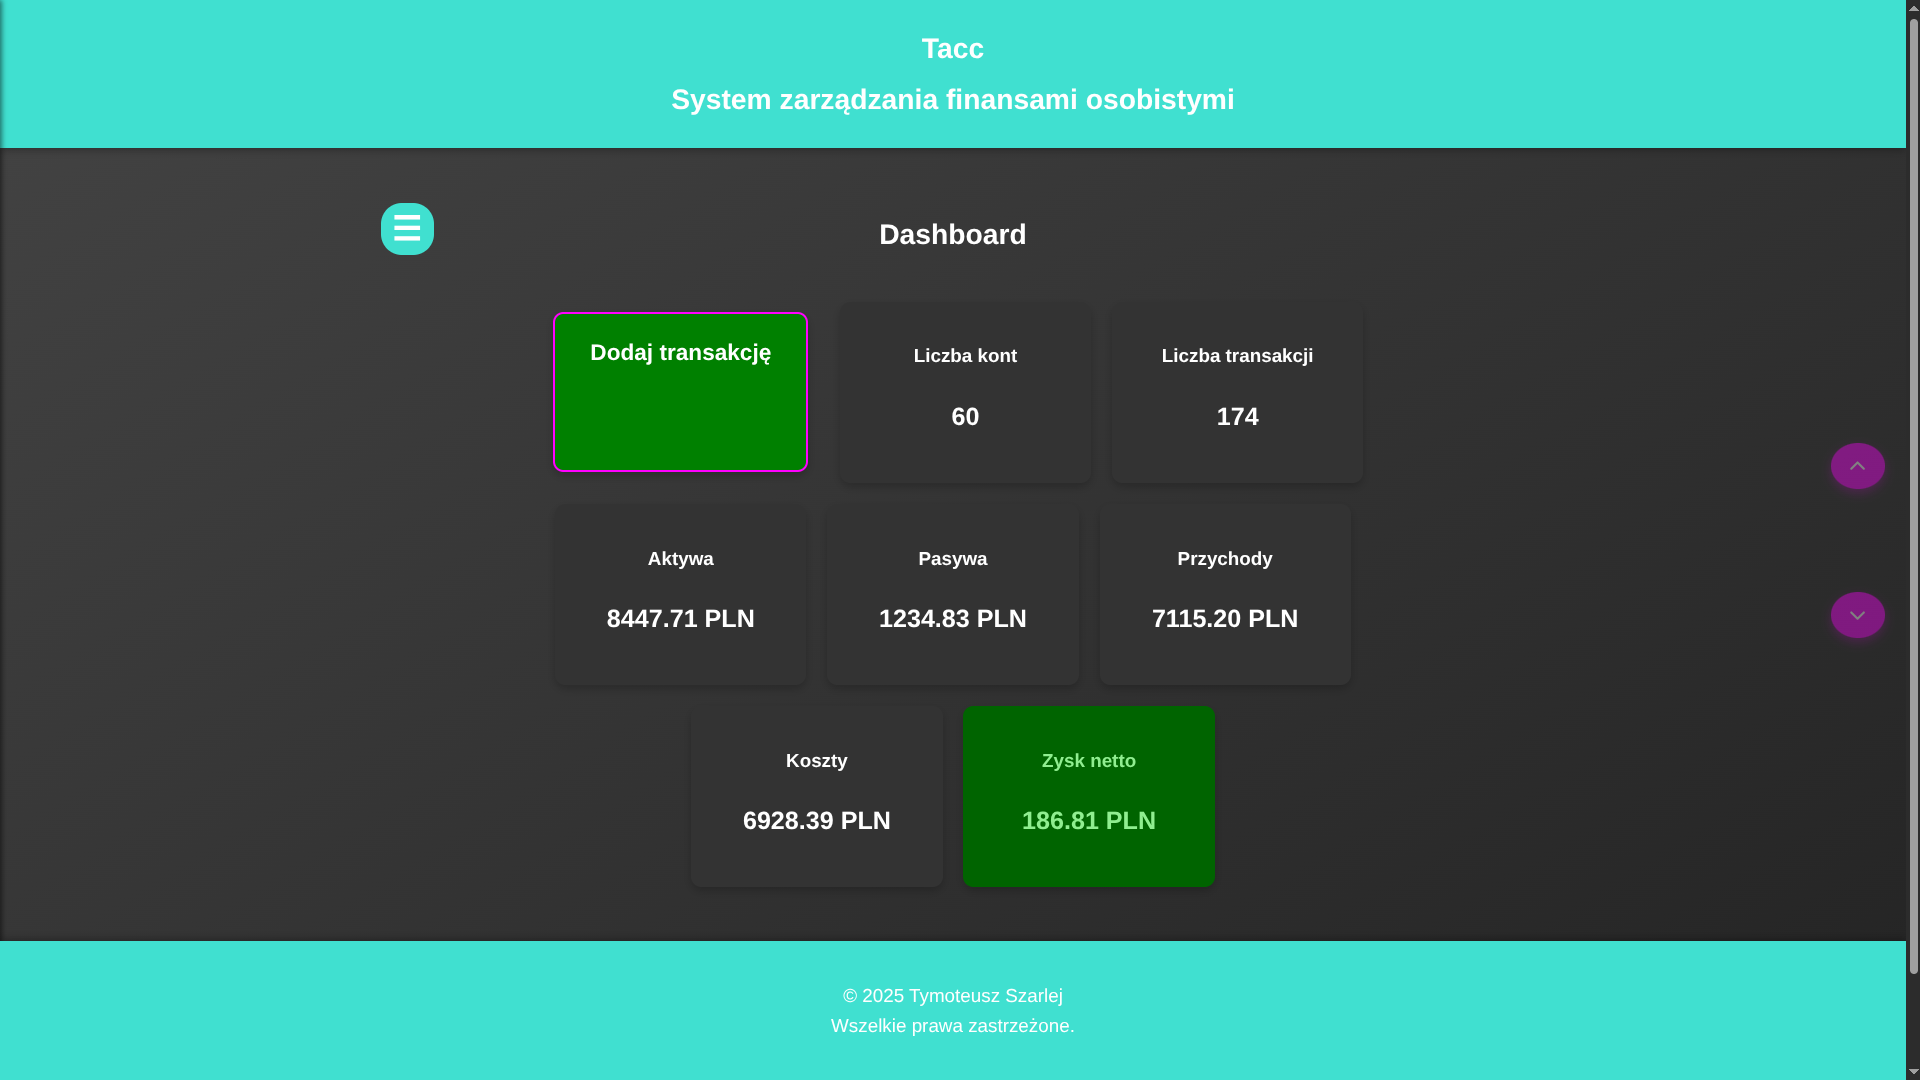 Tacc
System zarządzania finansami osobistymi
Dashboard
Dodaj transakcję
Liczba kont
60
Liczba transakcji
174
Aktywa
8447.71 PLN
Pasywa
1234.83 PLN
Przychody
7115.20 PLN
Koszty
6928.39 PLN
Zysk netto
186.81 PLN
© 2025 Tymoteusz Szarlej
Wszelkie prawa zastrzeżone.